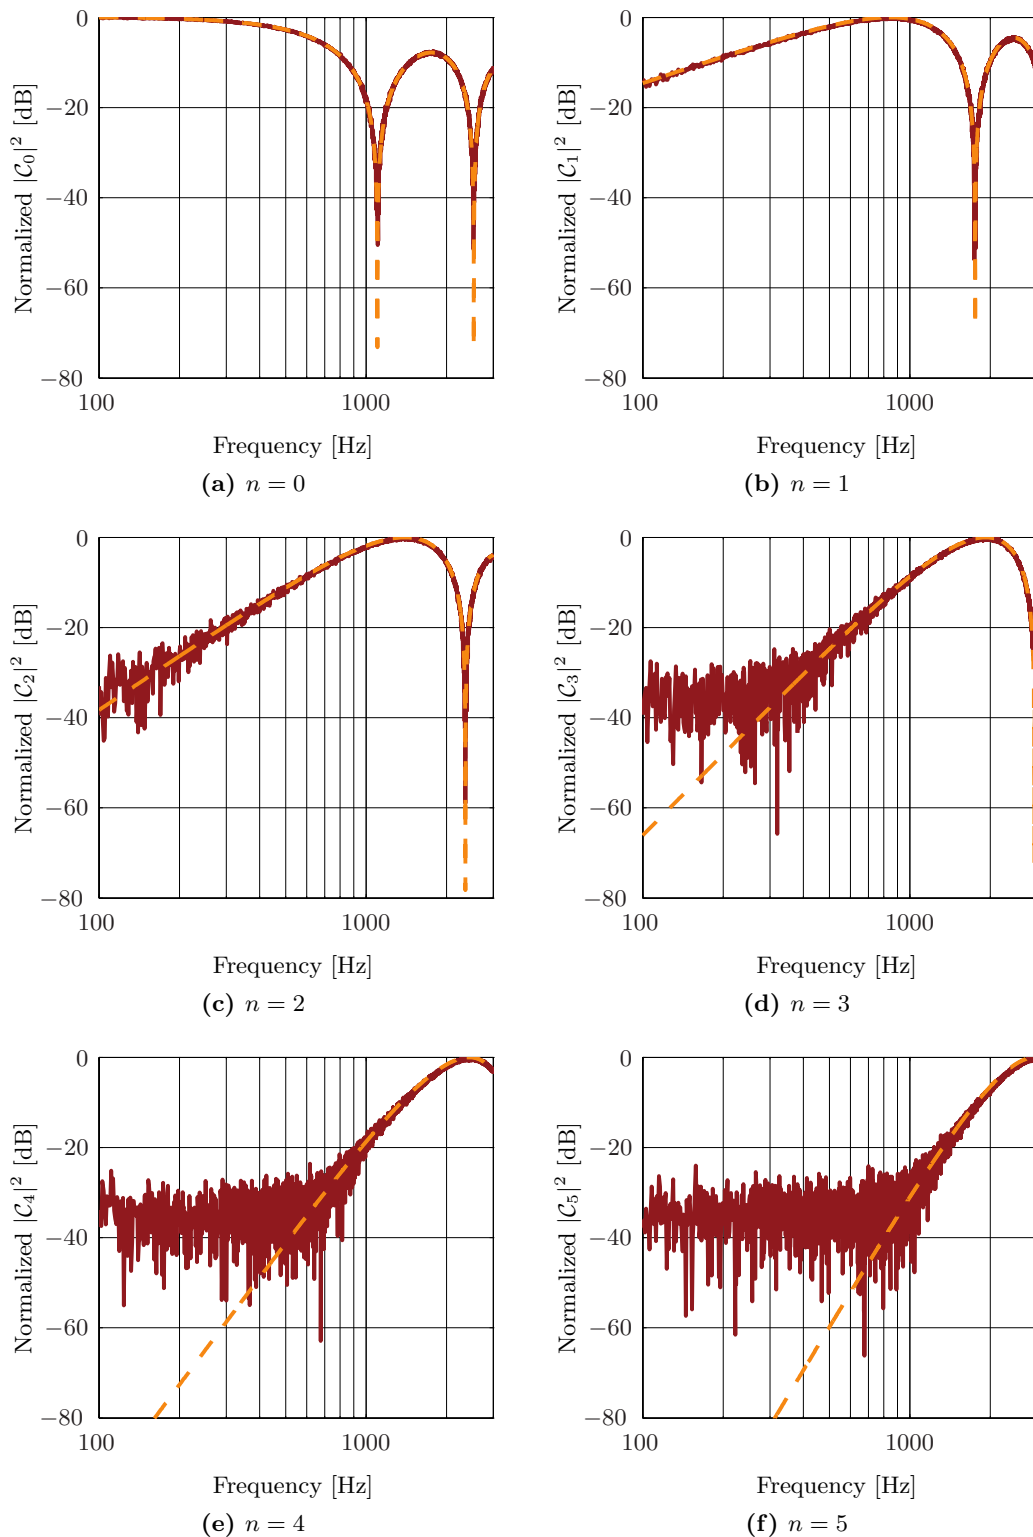 0
−20
−40
−60
−80
100
1000
Normalized |C₀|² [dB]
Frequency [Hz]
(a) n = 0
0
−20
−40
−60
−80
100
1000
Normalized |C₁|² [dB]
Frequency [Hz]
(b) n = 1
0
−20
−40
−60
−80
100
1000
Normalized |C₂|² [dB]
Frequency [Hz]
(c) n = 2
0
−20
−40
−60
−80
100
1000
Normalized |C₃|² [dB]
Frequency [Hz]
(d) n = 3
0
−20
−40
−60
−80
100
1000
Normalized |C₄|² [dB]
Frequency [Hz]
(e) n = 4
0
−20
−40
−60
−80
100
1000
Normalized |C₅|² [dB]
Frequency [Hz]
(f) n = 5